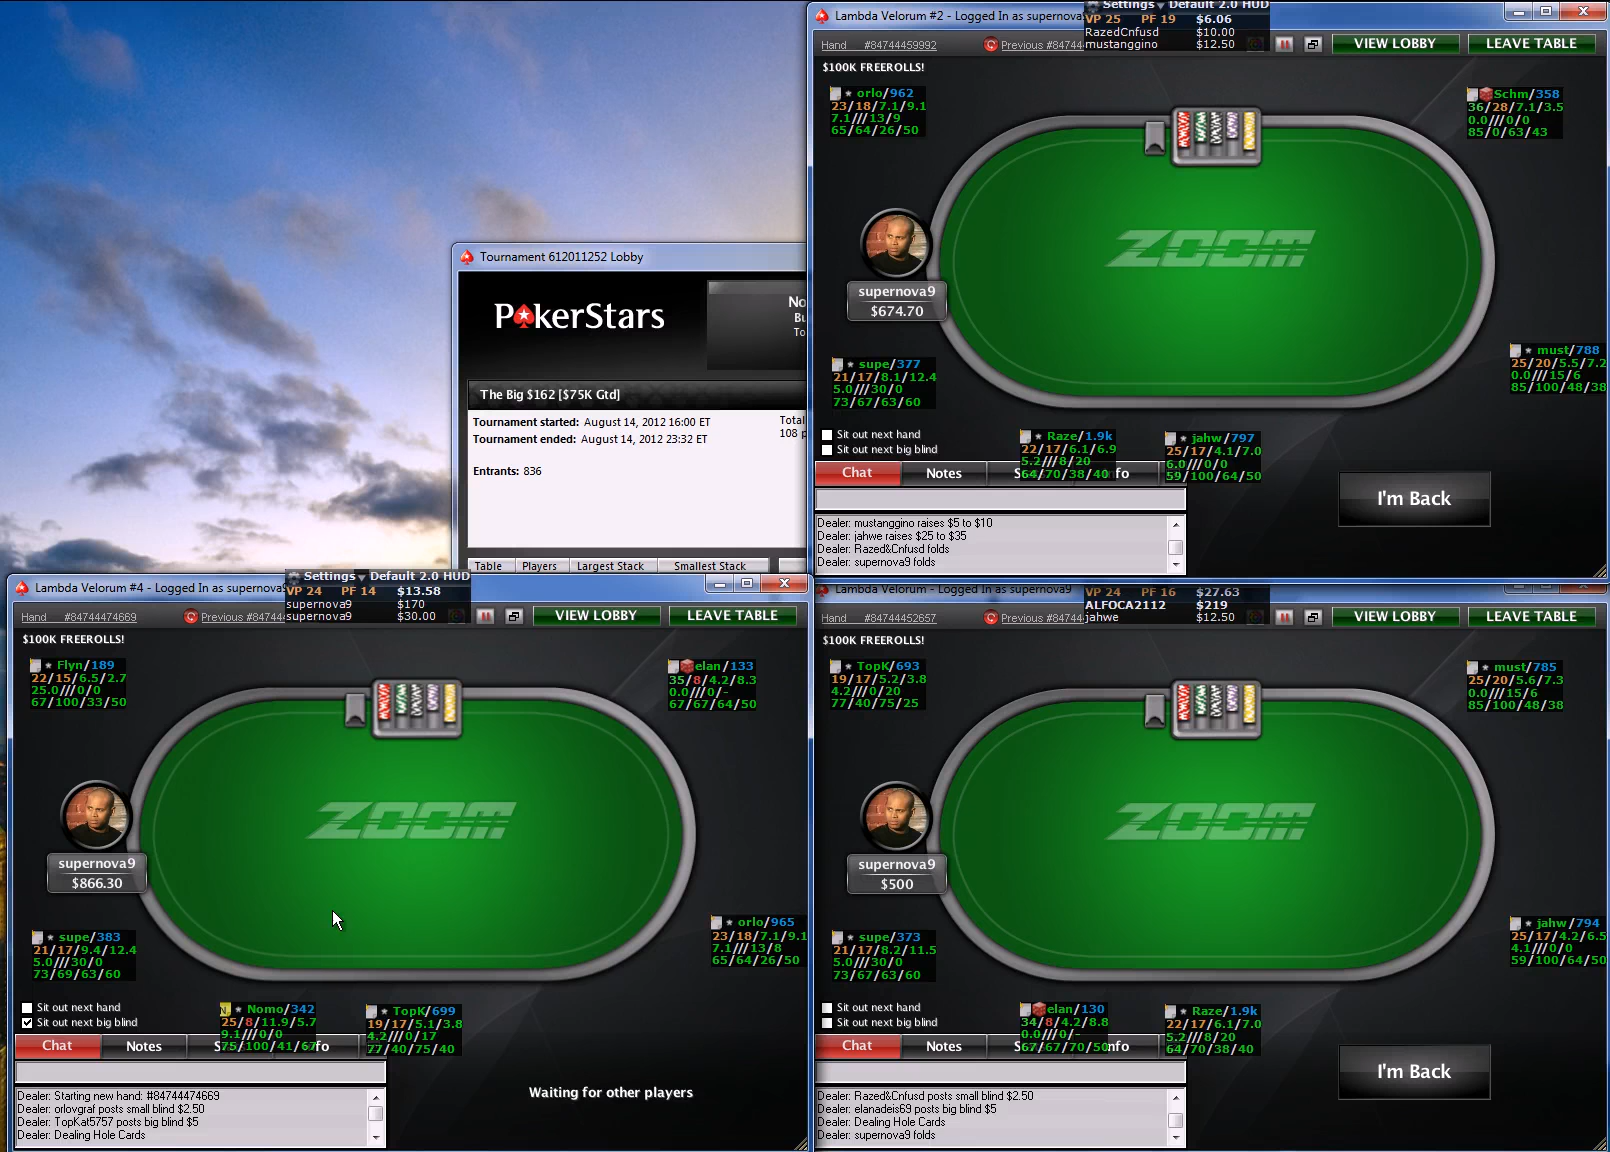 Lambda Velorum #2 - Logged In as supernova
Settings Default 2.0 HUD
VP 25 PF 19 $6.06
RazedCnfusd $10.00
mustanggino $12.50
Hand #84744459992
Previous #84744
VIEW LOBBY
LEAVE TABLE
$100K FREEROLLS!
orlo/962
23/18/7.1/9.1
7.1///13/9
65/64/26/50
Schm/358
36/28/7.1/3.5
0.0///0/0
85/0/63/43
ZOOM
supernova9
$674.70
supe/377
21/17/8.1/12.4
5.0///30/0
73/67/63/60
must/788
25/20/5.5/7.2
0.0///15/6
85/100/48/38
Sit out next hand
Sit out next big blind
Raze/1.9k
22/17/6.1/6.9
5.2///8/20
64/70/38/40
jahw/797
25/17/4.1/7.0
6.0///0/0
59/100/64/50
Chat
Notes
I'm Back
Dealer: mustanggino raises $5 to $10
Dealer: jahwe raises $25 to $35
Dealer: Razed&Cnfusd folds
Dealer: supernova9 folds
Tournament 612011252 Lobby
PokerStars
No
Bu
To
The Big $162 [$75K Gtd]
Tournament started: August 14, 2012 16:00 ET
Tournament ended: August 14, 2012 23:32 ET
Entrants: 836
Total
108 p
Table Players Largest Stack Smallest Stack
Lambda Velorum #4 - Logged In as supernova9
Settings Default 2.0 HUD
VP 24 PF 14 $13.58
supernova9 $170
supernova9 $30.00
Hand #84744474669
Previous #84744
VIEW LOBBY
LEAVE TABLE
$100K FREEROLLS!
Flyn/189
22/15/6.5/2.7
25.0///0/0
67/100/33/50
elan/133
35/8/4.2/8.3
0.0///0/-
67/67/64/50
ZOOM
supernova9
$866.30
supe/383
21/17/9.4/12.4
5.0///30/0
73/69/63/60
orlo/965
23/18/7.1/9.1
7.1///13/8
65/64/26/50
Sit out next hand
Sit out next big blind
Nomo/342
25/8/11.9/5.7
9.1///0/0
75/100/41/67
TopK/699
19/17/5.1/3.8
4.2///0/17
77/40/75/40
Chat
Notes
Waiting for other players
Dealer: Starting new hand: #84744474669
Dealer: orlovgraf posts small blind $2.50
Dealer: TopKat5757 posts big blind $5
Dealer: Dealing Hole Cards
Lambda Velorum - Logged In as supernova9
VP 24 PF 16 $27.63
ALFOCA2112 $219
jahwe $12.50
Hand #84744452657
Previous #84744
VIEW LOBBY
LEAVE TABLE
$100K FREEROLLS!
TopK/693
19/17/5.2/3.8
4.2///0/20
77/40/75/25
must/785
25/20/5.6/7.3
0.0///15/6
85/100/48/38
ZOOM
supernova9
$500
supe/373
21/17/8.2/11.5
5.0///30/0
73/67/63/60
jahw/794
25/17/4.2/6.5
4.1///0/0
59/100/64/50
Sit out next hand
Sit out next big blind
elan/130
34/8/4.2/8.8
0.0///0/-
67/67/70/50
Raze/1.9k
22/17/6.1/7.0
5.2///8/20
64/70/38/40
Chat
Notes
I'm Back
Dealer: Razed&Cnfusd posts small blind $2.50
Dealer: elanadeis69 posts big blind $5
Dealer: Dealing Hole Cards
Dealer: supernova9 folds